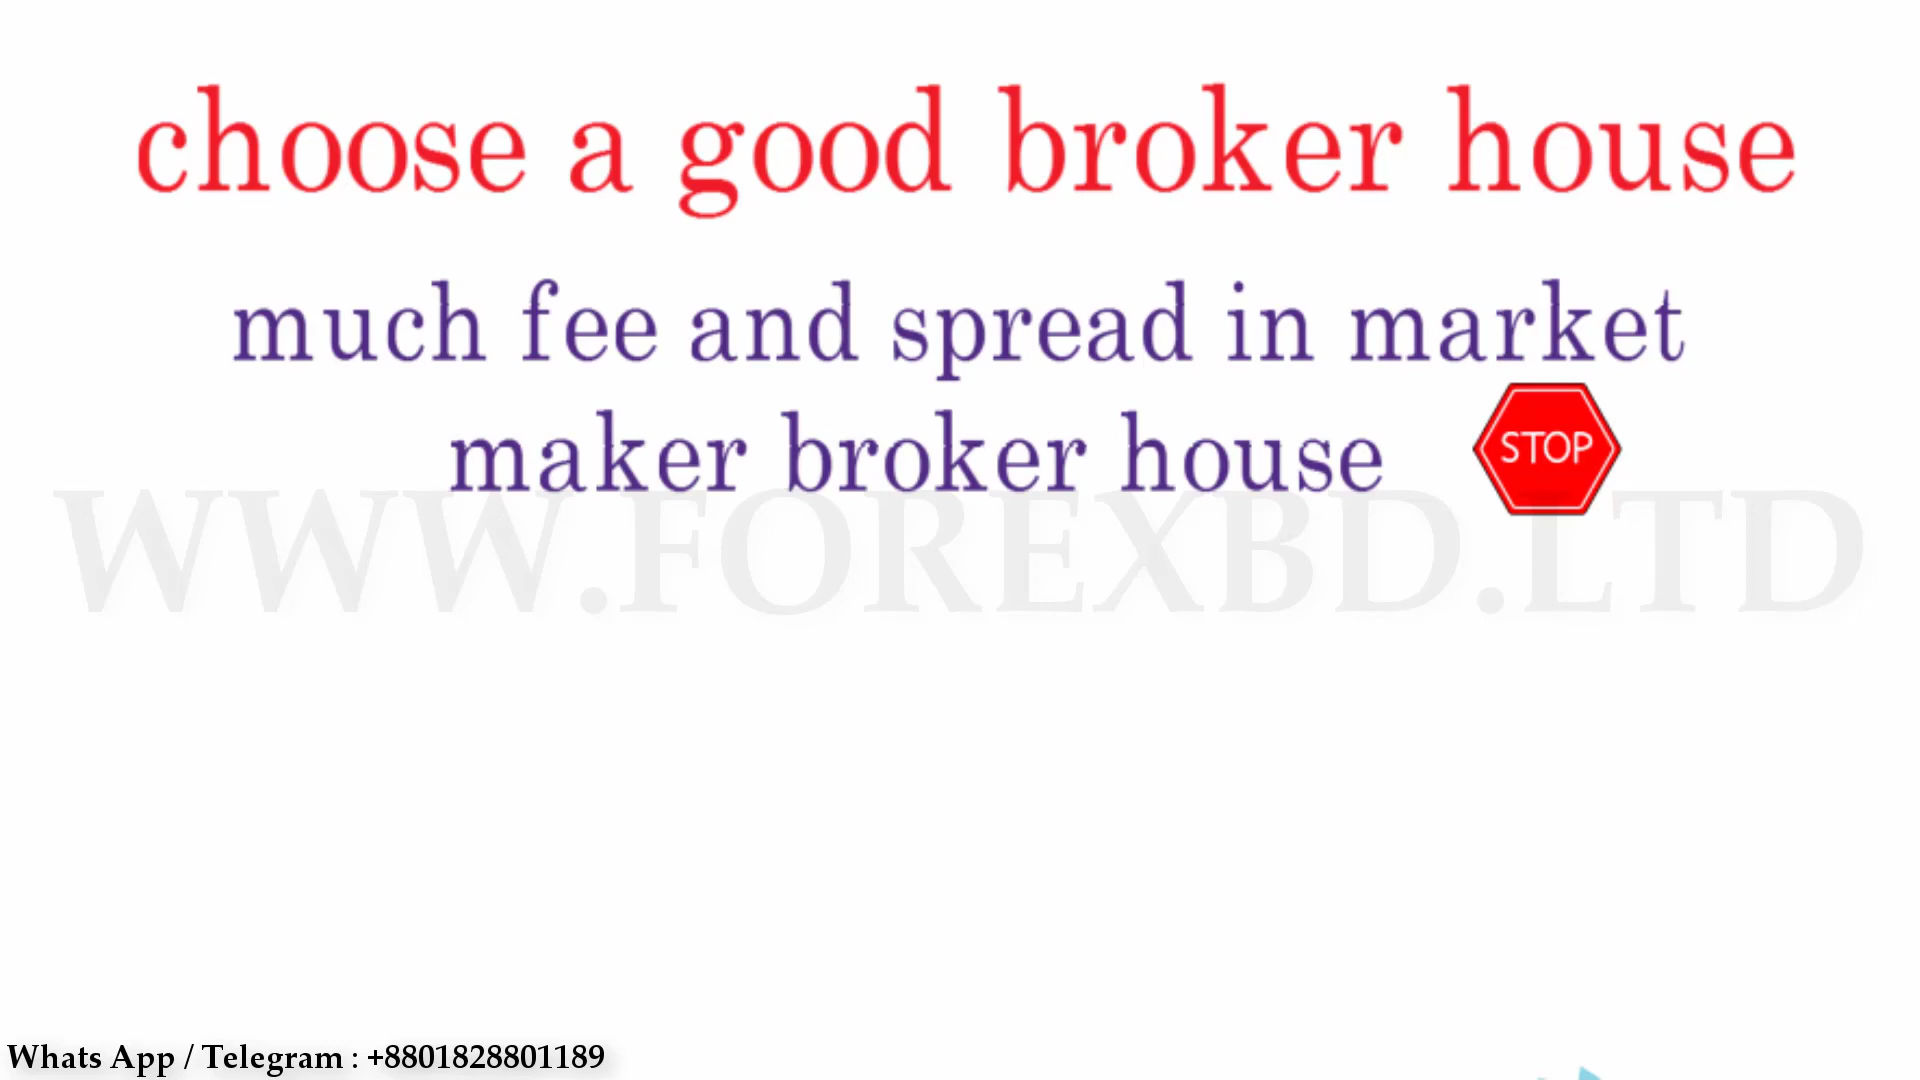 choose a good broker house
much fee and spread in market
maker broker house
STOP
WWW.FOREXBD.LTD
Whats App / Telegram : +8801828801189